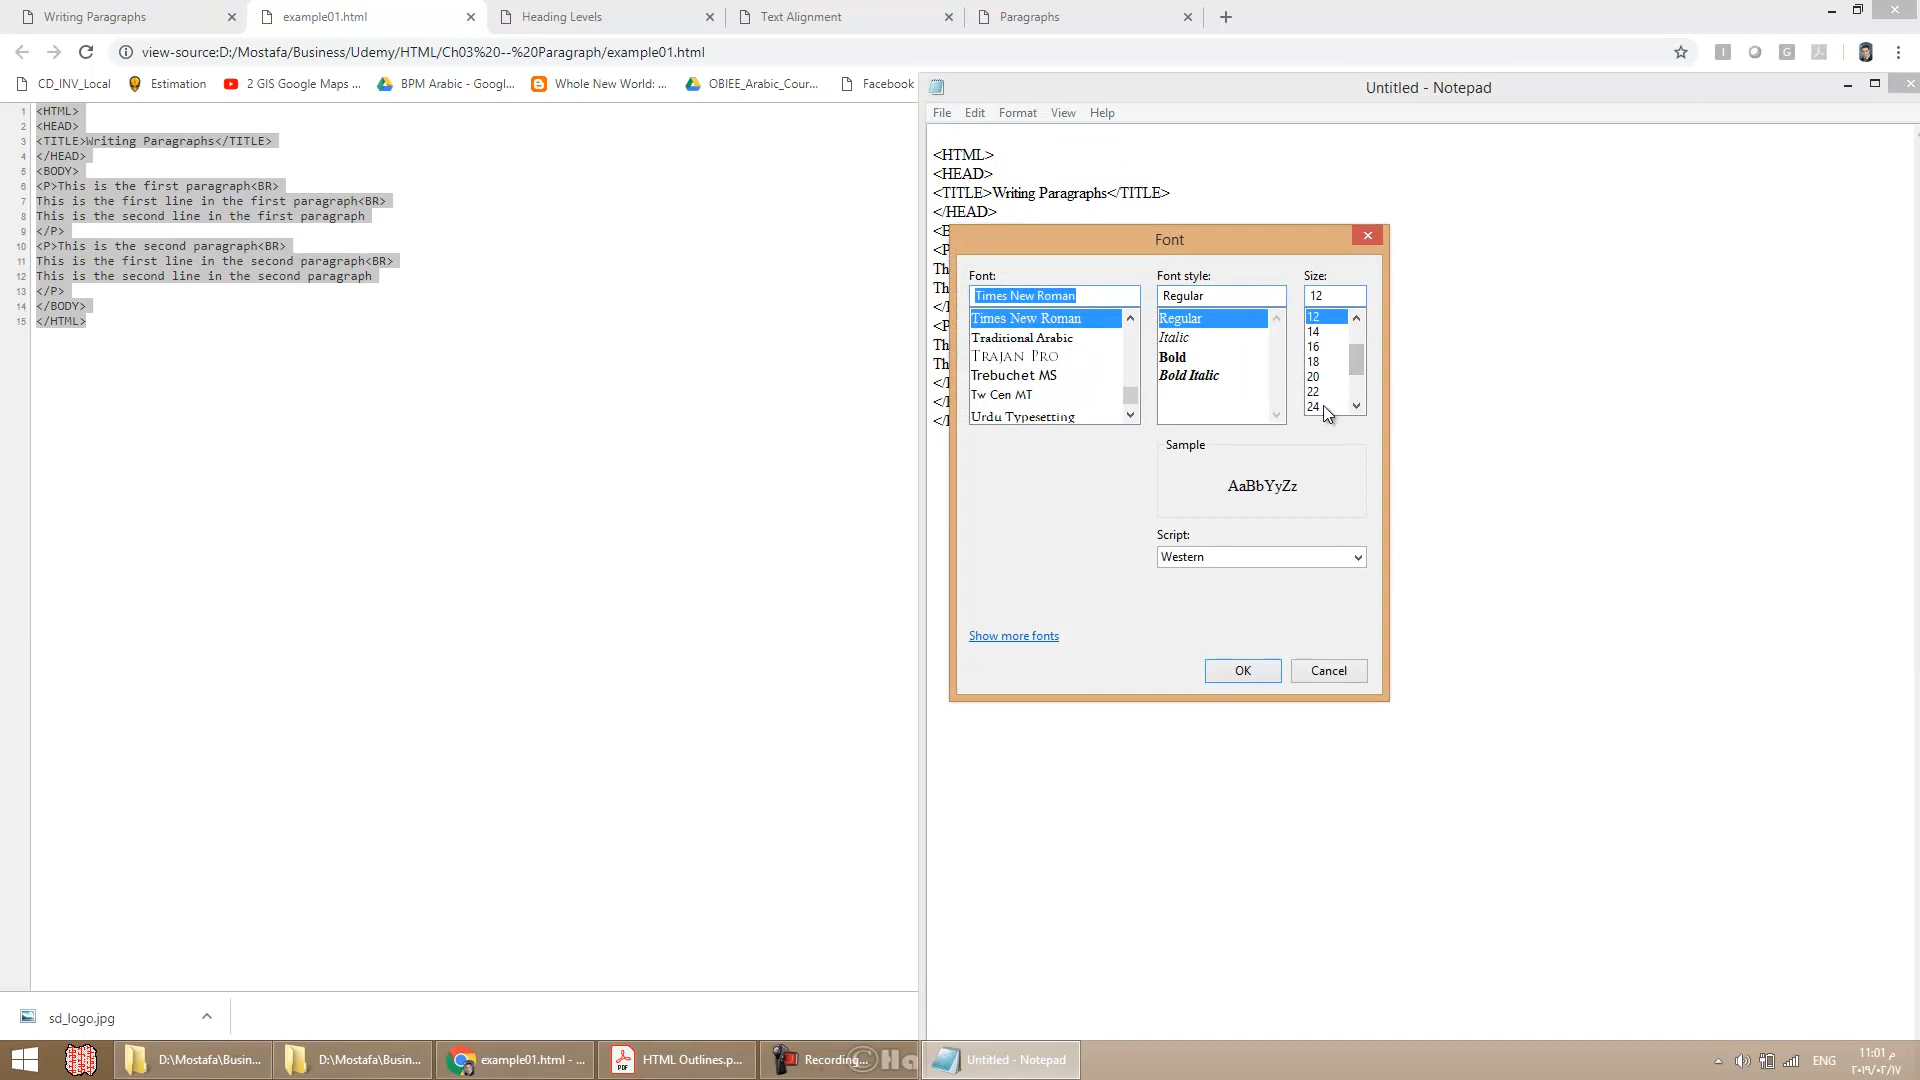 Writing Paragraphs
example01.html
Heading Levels
Text Alignment
Paragraphs
view-source:D:/Mostafa/Business/Udemy/HTML/Ch03%20--%20Paragraph/example01.html
CD_INV_Local
Estimation
2 GIS Google Maps ...
BPM Arabic - Googl...
Whole New World: ...
OBIEE_Arabic_Cour...
Facebook
1 <HTML>
2 <HEAD>
3 <TITLE>Writing Paragraphs</TITLE>
4 </HEAD>
5 <BODY>
6 <P>This is the first paragraph<BR>
7 This is the first line in the first paragraph<BR>
8 This is the second line in the first paragraph
9 </P>
10 <P>This is the second paragraph<BR>
11 This is the first line in the second paragraph<BR>
12 This is the second line in the second paragraph
13 </P>
14 </BODY>
15 </HTML>
Untitled - Notepad
File Edit Format View Help
<HTML>
<HEAD>
<TITLE>Writing Paragraphs</TITLE>
</HEAD>
Font
Font:
Times New Roman
Times New Roman
Traditional Arabic
Trajan Pro
Trebuchet MS
Tw Cen MT
Urdu Typesetting
Font style:
Regular
Regular
Italic
Bold
Bold Italic
Size:
12
12
14
16
18
20
22
24
Sample
AaBbYyZz
Script:
Western
Show more fonts
OK
Cancel
sd_logo.jpg
D:\Mostafa\Busin...
D:\Mostafa\Busin...
example01.html - ...
HTML Outlines.p...
Recording...
Untitled - Notepad
ENG
11:01 م
٢٠١٩/٠٢/١٧